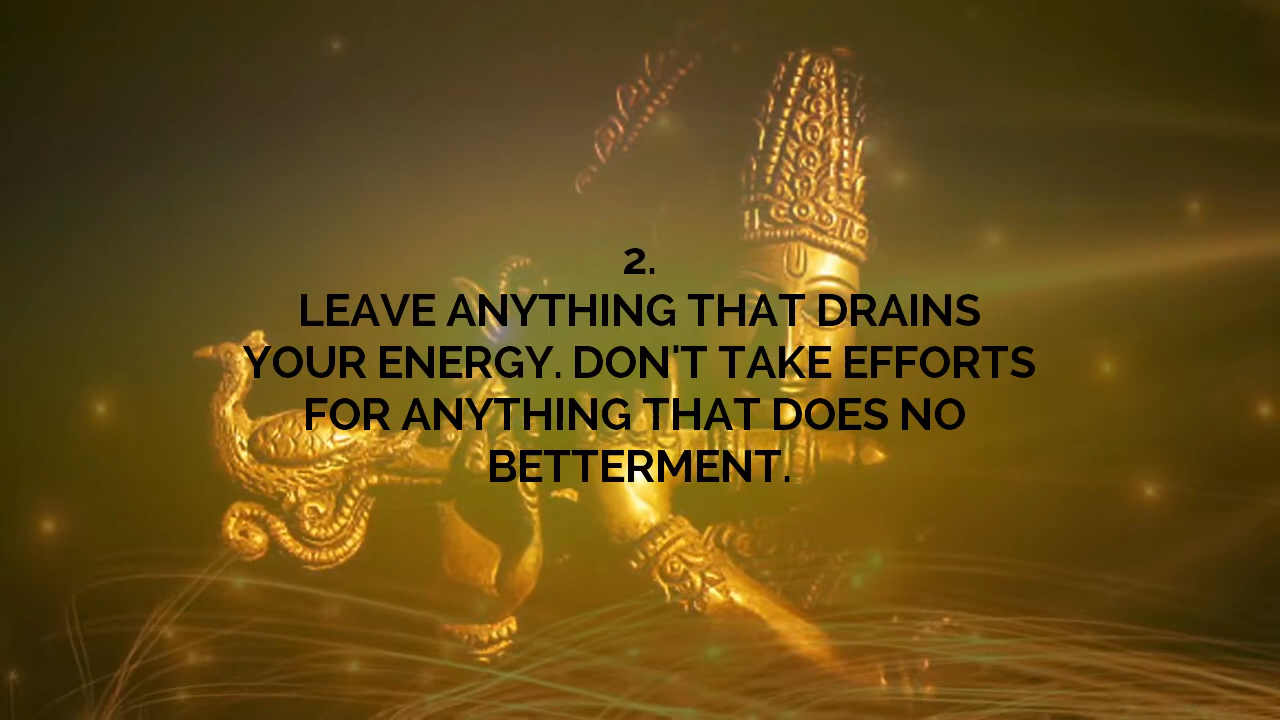 2.
LEAVE ANYTHING THAT DRAINS
YOUR ENERGY. DON'T TAKE EFFORTS
FOR ANYTHING THAT DOES NO
BETTERMENT.